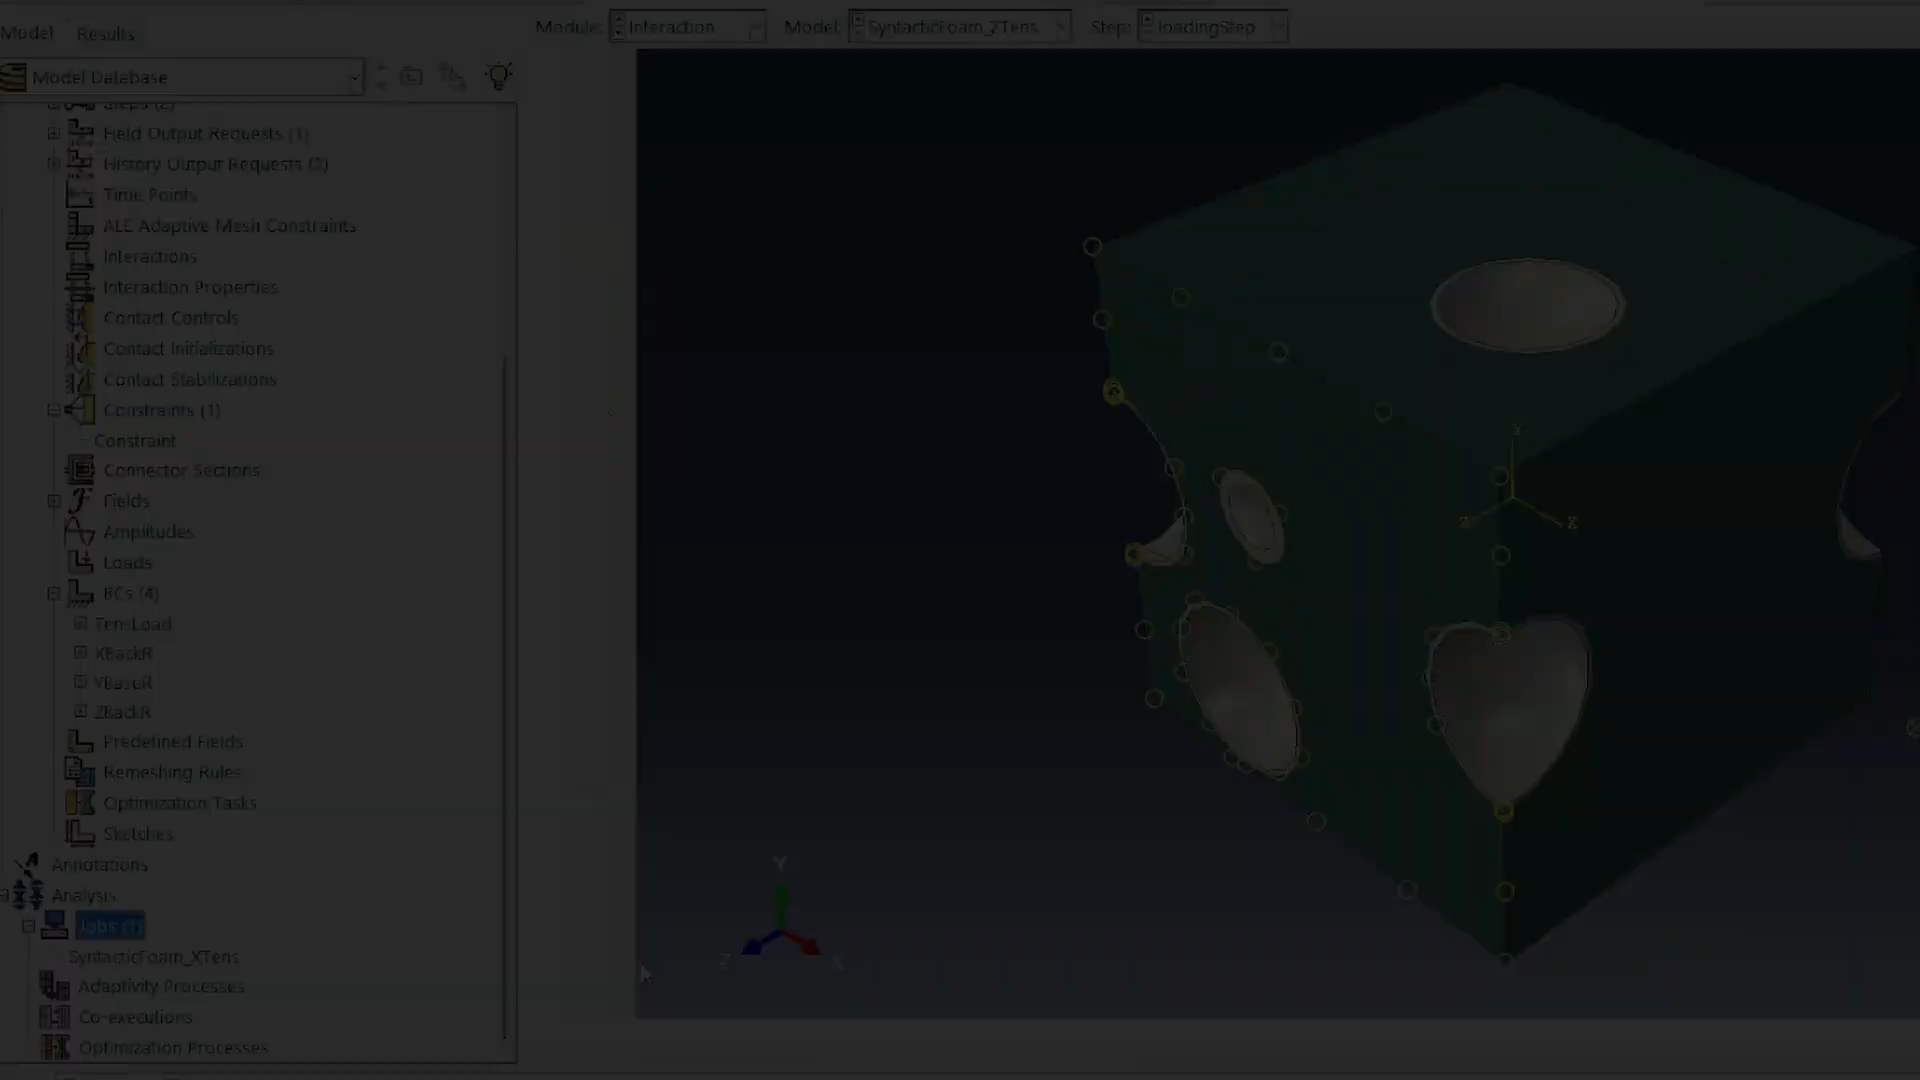 Module: Interaction Model: SyntacticFoam_ZTens Step: loadingStep
Model Results
Model Database
Steps (2)
Field Output Requests (1)
History Output Requests (2)
Time Points
ALE Adaptive Mesh Constraints
Interactions
Interaction Properties
Contact Controls
Contact Initializations
Contact Stabilizations
Constraints (1)
Constraint
Connector Sections
Fields
Amplitudes
Loads
BCs (4)
TensLoad
XBackR
YBaseR
ZBackR
Predefined Fields
Remeshing Rules
Optimization Tasks
Sketches
Annotations
Analysis
Jobs (1)
SyntacticFoam_XTens
Adaptivity Processes
Co-executions
Optimization Processes
Y
Z X
Y
Z X